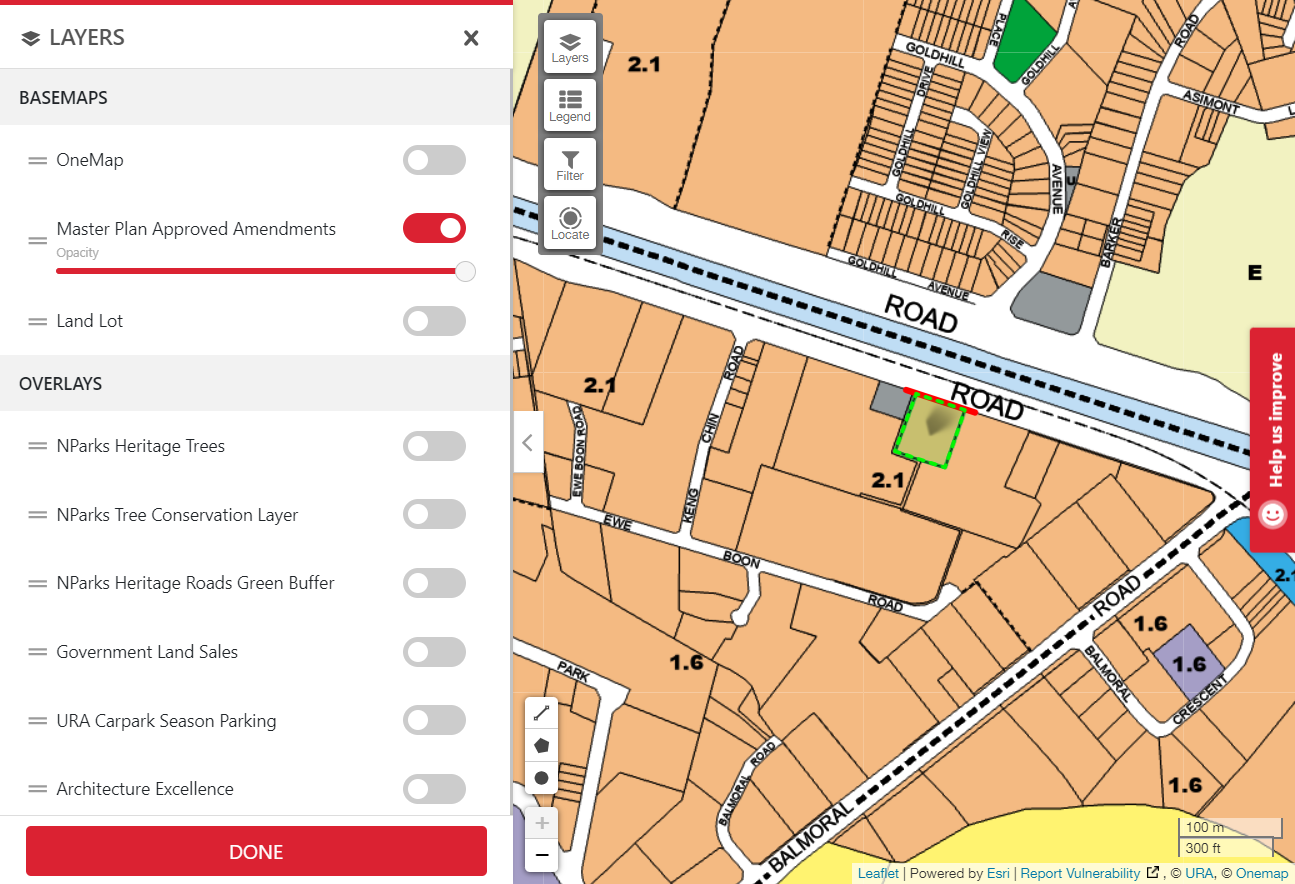 LAYERS
BASEMAPS
OneMap
Master Plan Approved Amendments
Opacity
Land Lot
OVERLAYS
NParks Heritage Trees
NParks Tree Conservation Layer
NParks Heritage Roads Green Buffer
Government Land Sales
URA Carpark Season Parking
Architecture Excellence
DONE
Layers
Legend
Filter
Locate
2.1
PLACE
GOLDHILL
GOLDHILL
DRIVE
GOLDHILL
GOLDHILL VIEW
AVENUE
U
ROAD
ASIMONT
GOLDHILL
RISE
BARKER
GOLDHILL
AVENUE
E
ROAD
ROAD
2.1
ROAD
CHIN
KENG
EWE BOON ROAD
2.1
EWE
BOON
ROAD
ROAD
2.1
1.6
1.6
BALMORAL
CRESCENT
1.6
PARK
BALMORAL
ROAD
BALMORAL
1.6
Help us improve
+
−
100 m
300 ft
Leaflet | Powered by Esri | Report Vulnerability , © URA, © Onemap